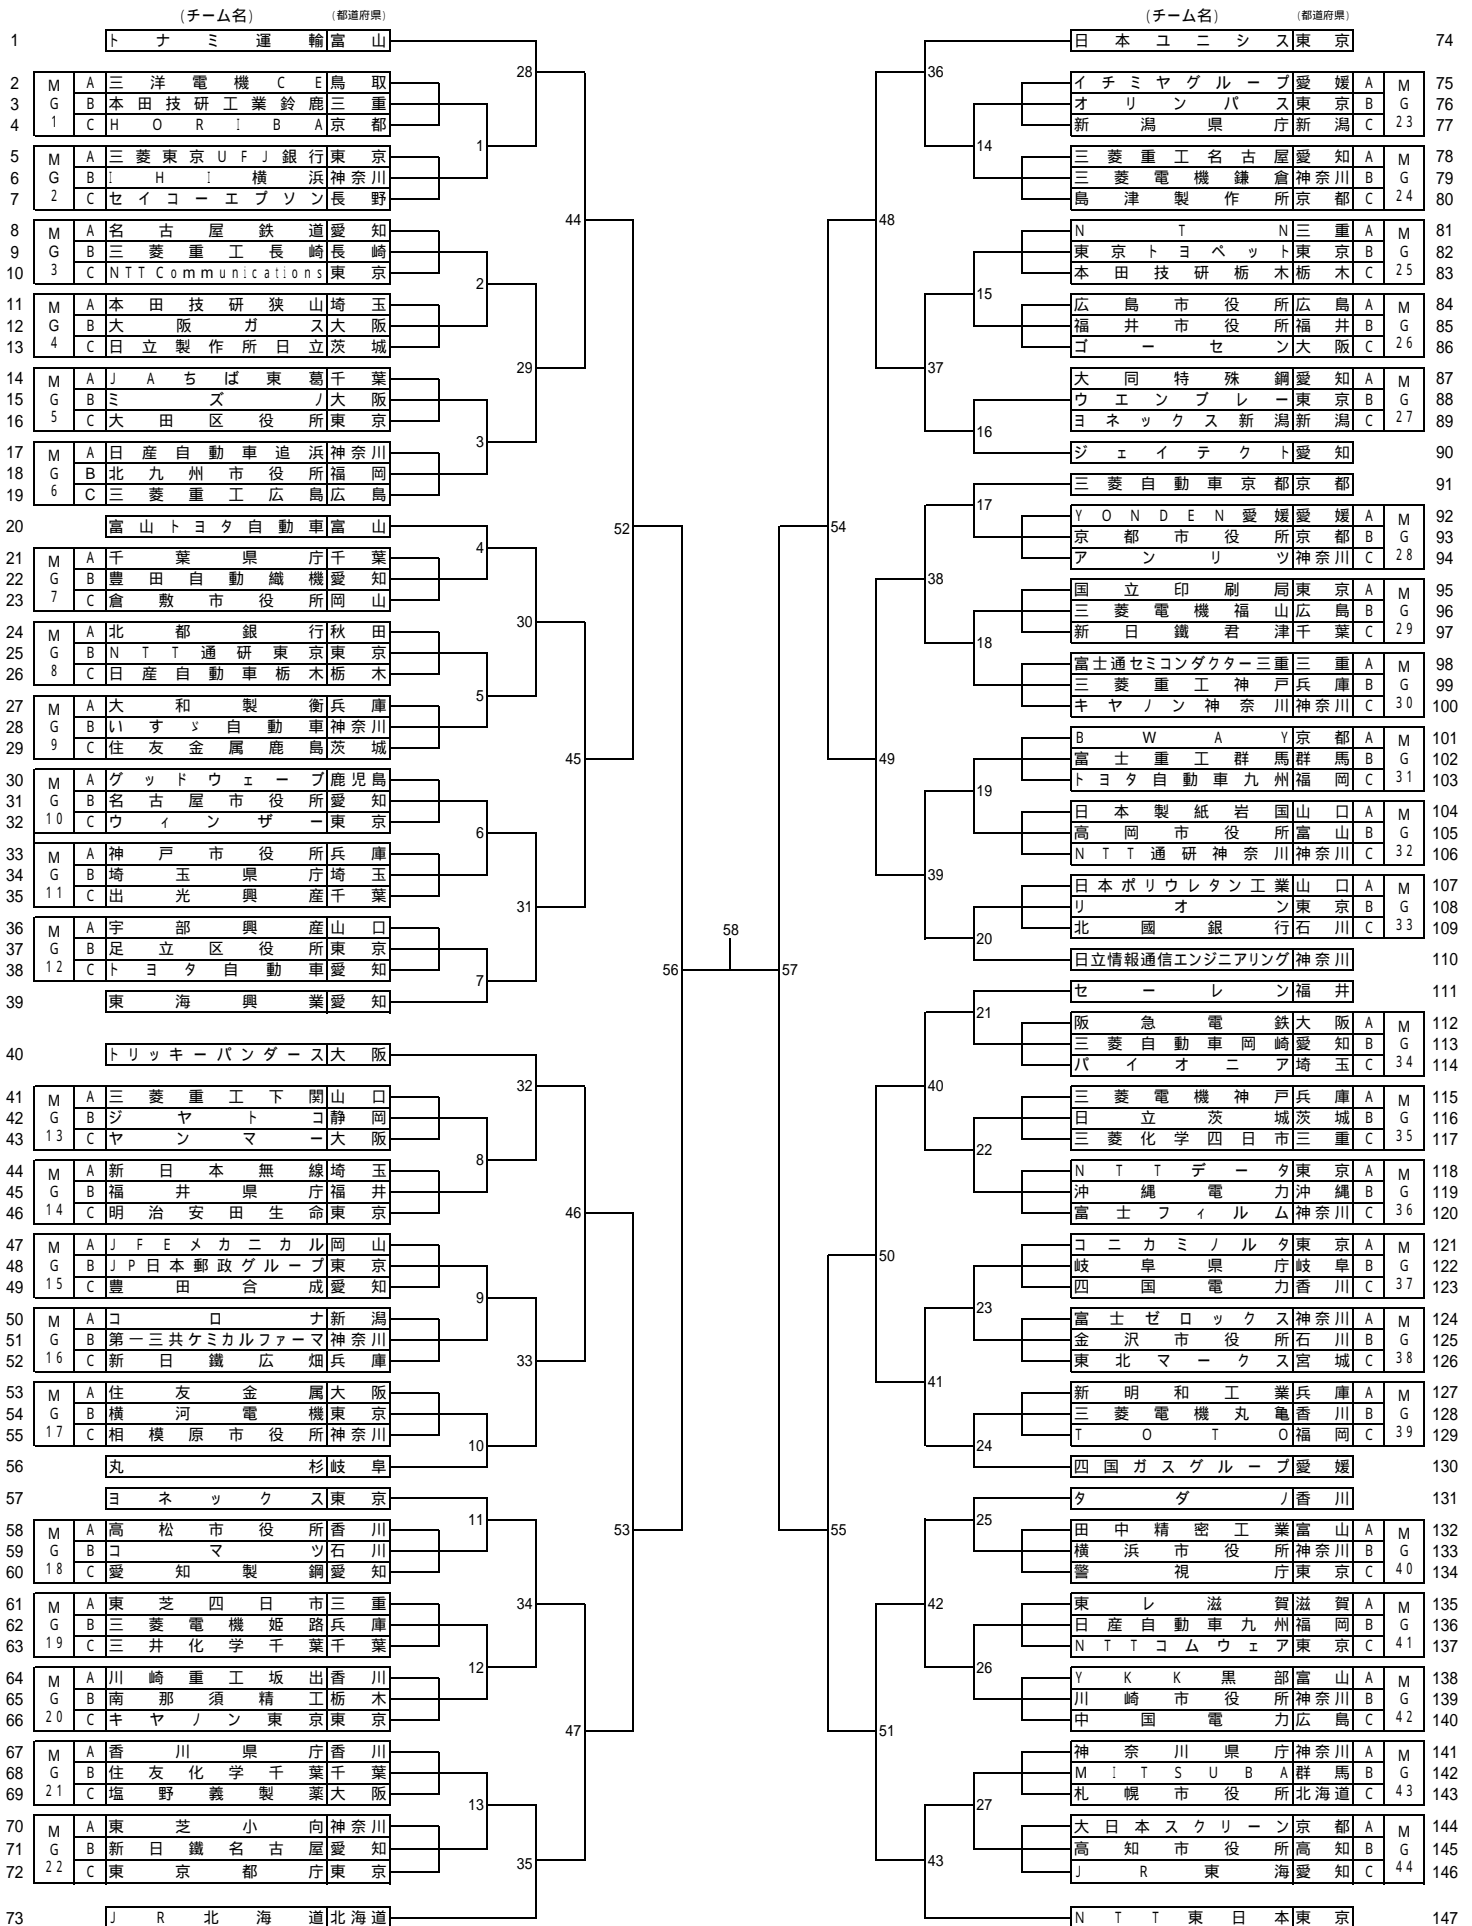 (チーム名) (都道府県)
1 トナミ運輸 富山
28
2 MG1 A 三洋電機CE 鳥取
3 B 本田技研工業鈴鹿 三重
4 C HORIBA 京都
1
5 MG2 A 三菱東京UFJ銀行 東京
6 B IHI横浜 神奈川
7 C セイコーエプソン 長野
44
8 MG3 A 名古屋鉄道 愛知
9 B 三菱重工長崎 長崎
10 C NTTCommunications 東京
2
11 MG4 A 本田技研狭山 埼玉
12 B 大阪ガス 大阪
13 C 日立製作所日立 茨城
29
14 MG5 A JAちば東葛 千葉
15 B ミズノ 大阪
16 C 大田区役所 東京
3
17 MG6 A 日産自動車追浜 神奈川
18 B 北九州市役所 福岡
19 C 三菱重工広島 広島
20 富山トヨタ自動車 富山
52
4
21 MG7 A 千葉県庁 千葉
22 B 豊田自動織機 愛知
23 C 倉敷市役所 岡山
30
24 MG8 A 北都銀行 秋田
25 B NTT通研東京 東京
26 C 日産自動車栃木 栃木
5
27 MG9 A 大和製衡 兵庫
28 B いすゞ自動車 神奈川
29 C 住友金属鹿島 茨城
45
30 MG10 A グッドウェーブ 鹿児島
31 B 名古屋市役所 愛知
32 C ウィンザー 東京
6
33 MG11 A 神戸市役所 兵庫
34 B 埼玉県庁 埼玉
35 C 出光興産 千葉
31
36 MG12 A 宇部興産 山口
37 B 足立区役所 東京
38 C トヨタ自動車 愛知
7
39 東海興業 愛知
56
58
57
40 トリッキーパンダース 大阪
32
41 MG13 A 三菱重工下関 山口
42 B ジヤトコ 静岡
43 C ヤンマー 大阪
8
44 MG14 A 新日本無線 埼玉
45 B 福井県庁 福井
46 C 明治安田生命 東京
46
47 MG15 A JFEメカニカル 岡山
48 B JP日本郵政グループ 東京
49 C 豊田合成 愛知
9
50 MG16 A コロナ 新潟
51 B 第一三共ケミカルファーマ 神奈川
52 C 新日鐵広畑 兵庫
33
53 MG17 A 住友金属 大阪
54 B 横河電機 東京
55 C 相模原市役所 神奈川
10
56 丸杉 岐阜
57 ヨネックス 東京
11
53
58 MG18 A 高松市役所 香川
59 B コマツ 石川
60 C 愛知製鋼 愛知
34
61 MG19 A 東芝四日市 三重
62 B 三菱電機姫路 兵庫
63 C 三井化学千葉 千葉
12
64 MG20 A 川崎重工坂出 香川
65 B 南那須精工 栃木
66 C キヤノン東京 東京
47
67 MG21 A 香川県庁 香川
68 B 住友化学千葉 千葉
69 C 塩野義製薬 大阪
13
70 MG22 A 東芝小向 神奈川
71 B 新日鐵名古屋 愛知
72 C 東京都庁 東京
35
73 JR北海道 北海道
(チーム名) (都道府県)
日本ユニシス 東京 74
36
イチミヤグループ 愛媛 A MG23 75
オリンパス 東京 B 76
新潟県庁 新潟 C 77
14
三菱重工名古屋 愛知 A MG24 78
三菱電機鎌倉 神奈川 B 79
島津製作所 京都 C 80
48
NTN 三重 A MG25 81
東京トヨペット 東京 B 82
本田技研栃木 栃木 C 83
15
広島市役所 広島 A MG26 84
福井市役所 福井 B 85
ゴーセン 大阪 C 86
37
大同特殊鋼 愛知 A MG27 87
ウエンブレー 東京 B 88
ヨネックス新潟 新潟 C 89
16
ジェイテクト 愛知 90
三菱自動車京都 京都 91
17
54
YONDEN愛媛 愛媛 A MG28 92
京都市役所 京都 B 93
アンリツ 神奈川 C 94
38
国立印刷局 東京 A MG29 95
三菱電機福山 広島 B 96
新日鐵君津 千葉 C 97
18
富士通セミコンダクター三重 三重 A MG30 98
三菱重工神戸 兵庫 B 99
キヤノン神奈川 神奈川 C 100
49
BWAY 京都 A MG31 101
富士重工群馬 群馬 B 102
トヨタ自動車九州 福岡 C 103
19
日本製紙岩国 山口 A MG32 104
高岡市役所 富山 B 105
NTT通研神奈川 神奈川 C 106
39
日本ポリウレタン工業 山口 A MG33 107
リオン 東京 B 108
北國銀行 石川 C 109
20
日立情報通信エンジニアリング 神奈川 110
セーレン 福井 111
21
阪急電鉄 大阪 A MG34 112
三菱自動車岡崎 愛知 B 113
パイオニア 埼玉 C 114
40
三菱電機神戸 兵庫 A MG35 115
日立茨城 茨城 B 116
三菱化学四日市 三重 C 117
22
NTTデータ 東京 A MG36 118
沖縄電力 沖縄 B 119
富士フィルム 神奈川 C 120
50
コニカミノルタ 東京 A MG37 121
岐阜県庁 岐阜 B 122
四国電力 香川 C 123
23
富士ゼロックス 神奈川 A MG38 124
金沢市役所 石川 B 125
東北マークス 宮城 C 126
41
新明和工業 兵庫 A MG39 127
三菱電機丸亀 香川 B 128
TOTO 福岡 C 129
24
四国ガスグループ 愛媛 130
タダノ 香川 131
25
55
田中精密工業 富山 A MG40 132
横浜市役所 神奈川 B 133
警視庁 東京 C 134
42
東レ滋賀 滋賀 A MG41 135
日産自動車九州 福岡 B 136
NTTコムウェア 東京 C 137
26
YKK黒部 富山 A MG42 138
川崎市役所 神奈川 B 139
中国電力 広島 C 140
51
神奈川県庁 神奈川 A MG43 141
MITSUBA 群馬 B 142
札幌市役所 北海道 C 143
27
大日本スクリーン 京都 A MG44 144
高知市役所 高知 B 145
JR東海 愛知 C 146
43
NTT東日本 東京 147